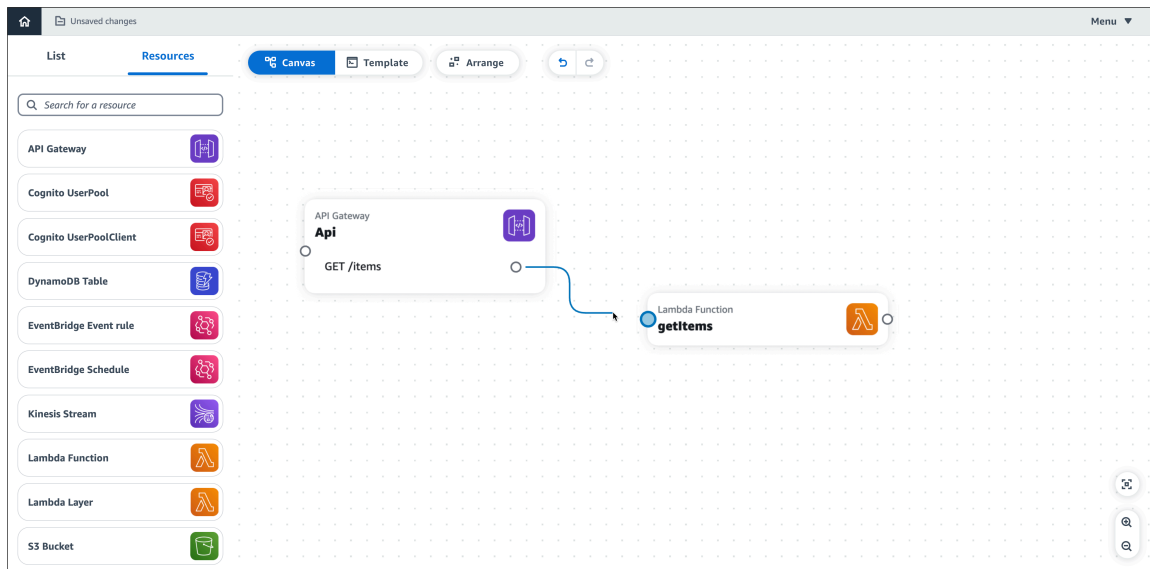 Unsaved changes
Menu
List
Resources
Canvas
Template
Arrange
Search for a resource
API Gateway
Cognito UserPool
Cognito UserPoolClient
DynamoDB Table
EventBridge Event rule
EventBridge Schedule
Kinesis Stream
Lambda Function
Lambda Layer
S3 Bucket
API Gateway
Api
GET /items
Lambda Function
getItems